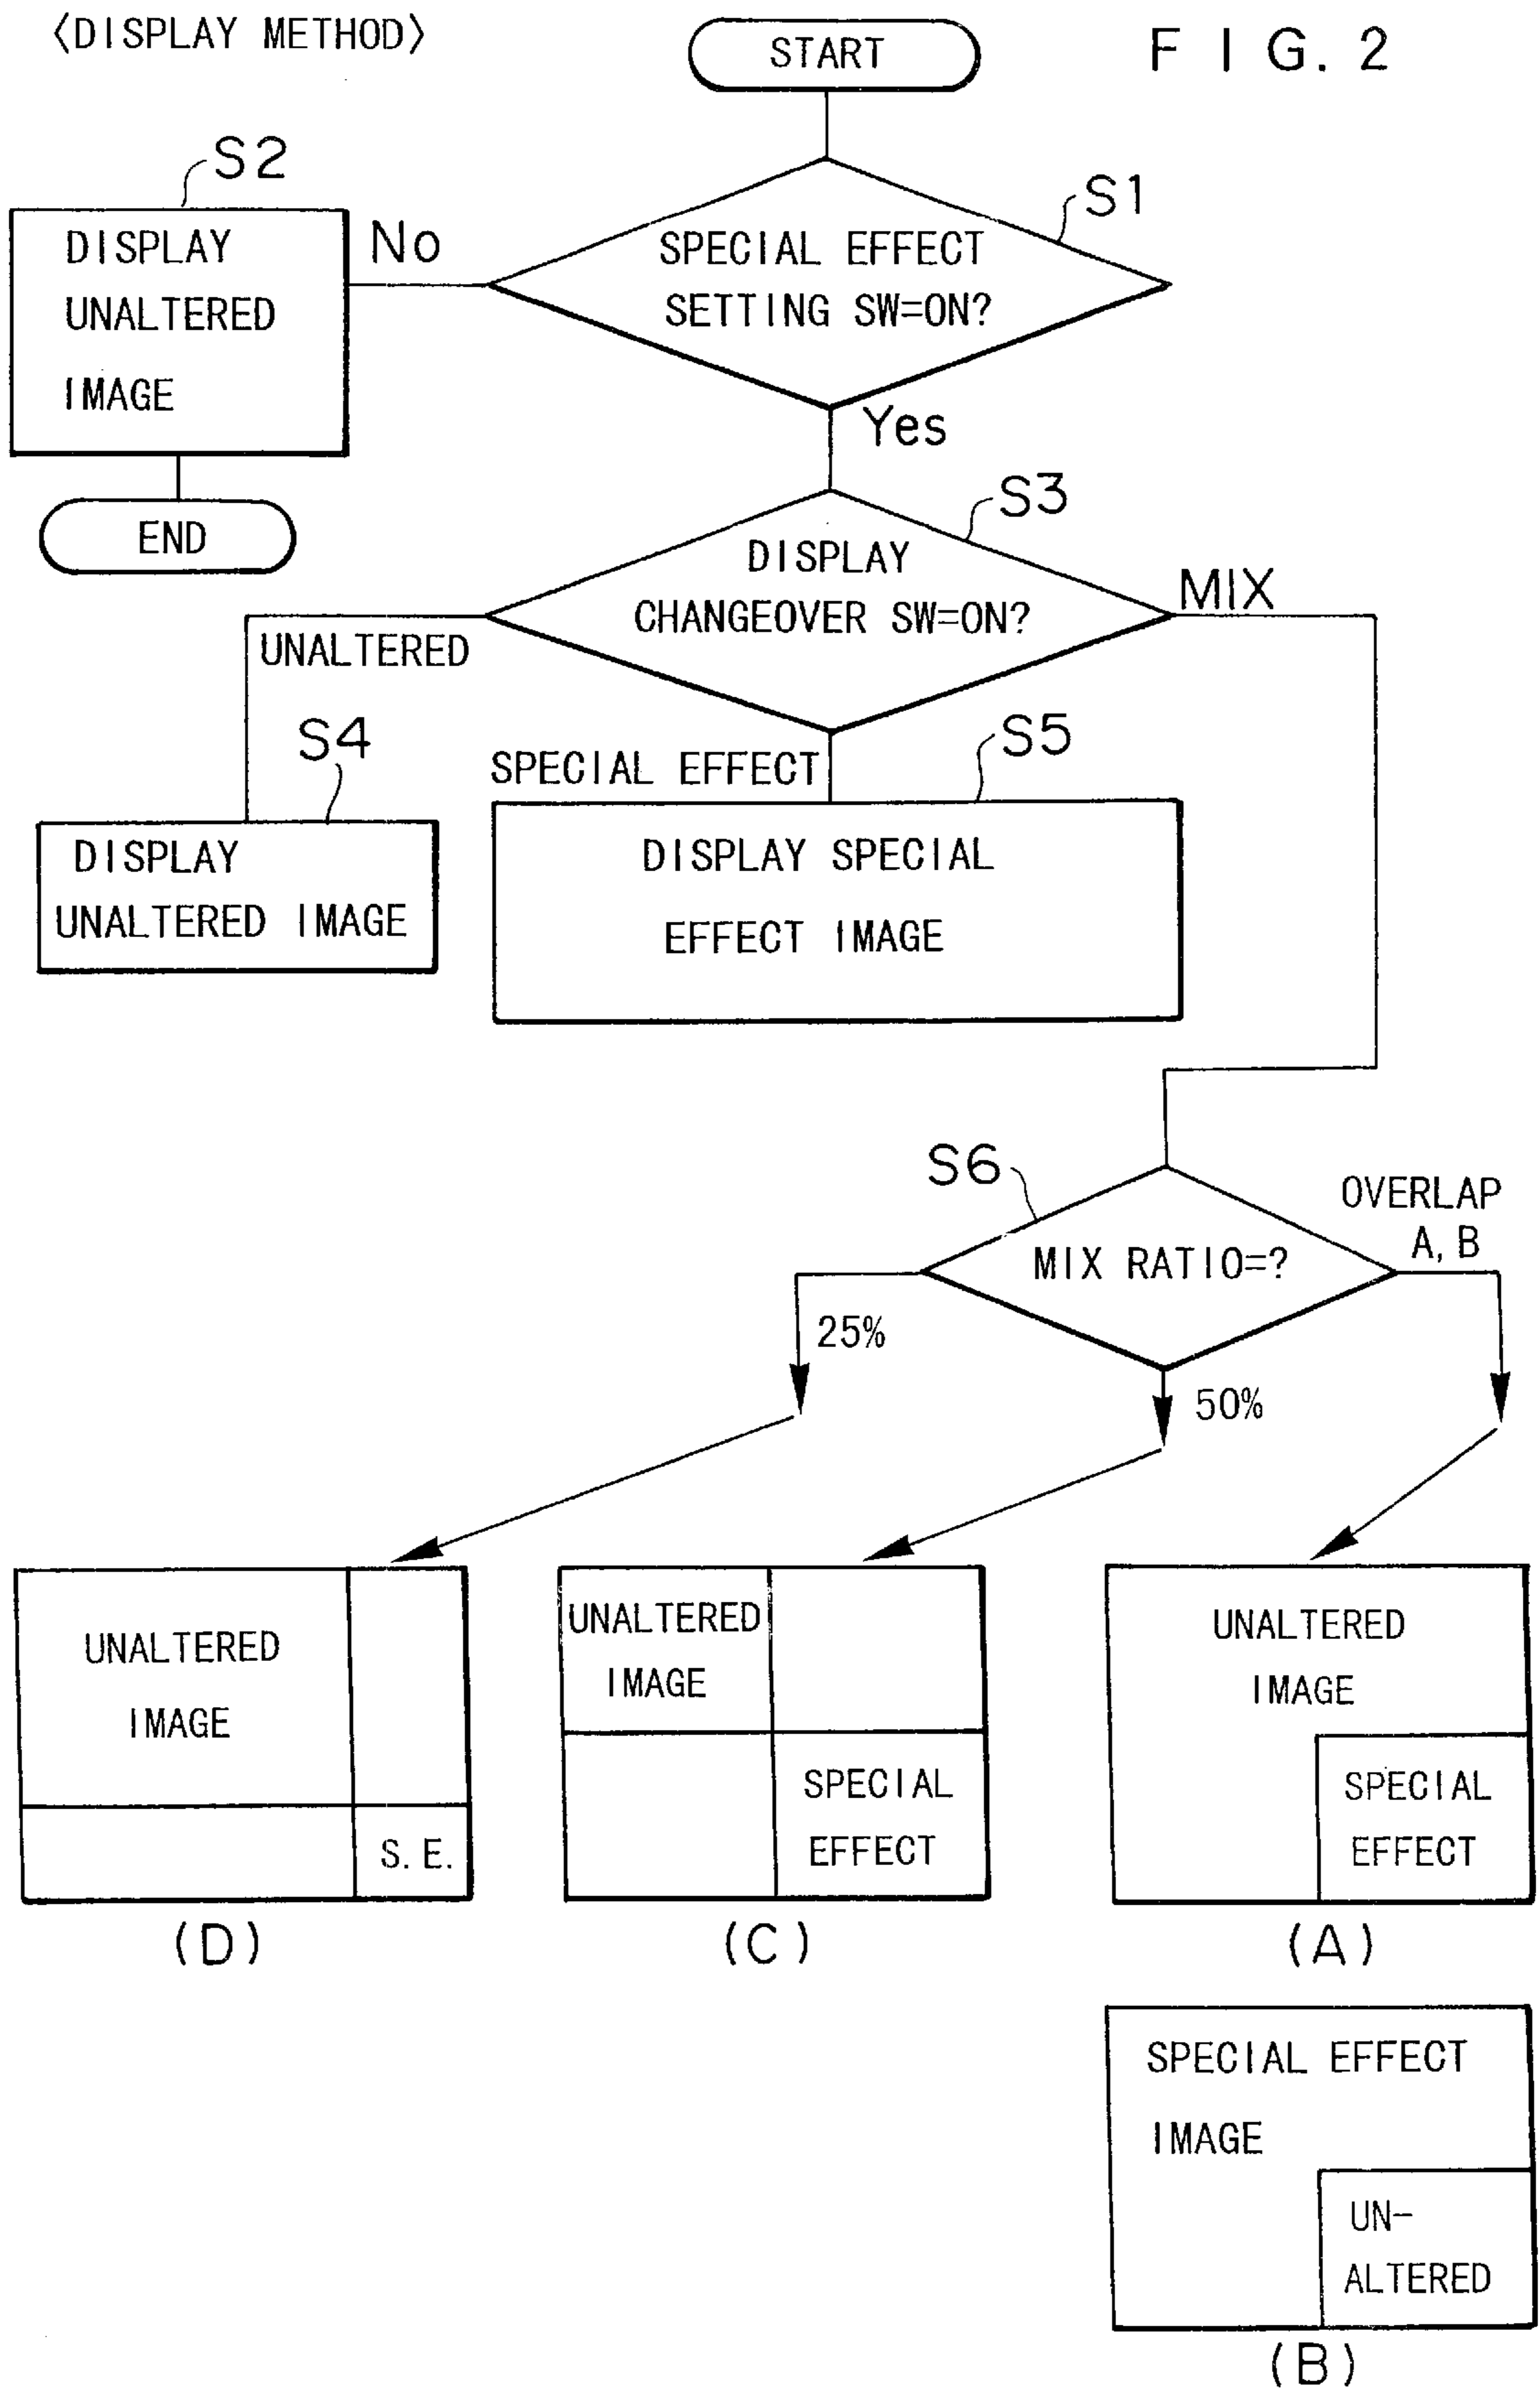 〈DISPLAY METHOD〉
START
FIG. 2
S2
S1
DISPLAY
UNALTERED
IMAGE
No
SPECIAL EFFECT
SETTING SW=ON?
Yes
END
S3
DISPLAY
CHANGEOVER SW=ON?
MIX
UNALTERED
S4
SPECIAL EFFECT
S5
DISPLAY
UNALTERED IMAGE
DISPLAY SPECIAL
EFFECT IMAGE
S6
MIX RATIO=?
OVERLAP
A, B
25%
50%
UNALTERED
IMAGE
S. E.
(D)
UNALTERED
IMAGE
SPECIAL
EFFECT
(C)
UNALTERED
IMAGE
SPECIAL
EFFECT
(A)
SPECIAL EFFECT
IMAGE
UN-
ALTERED
(B)